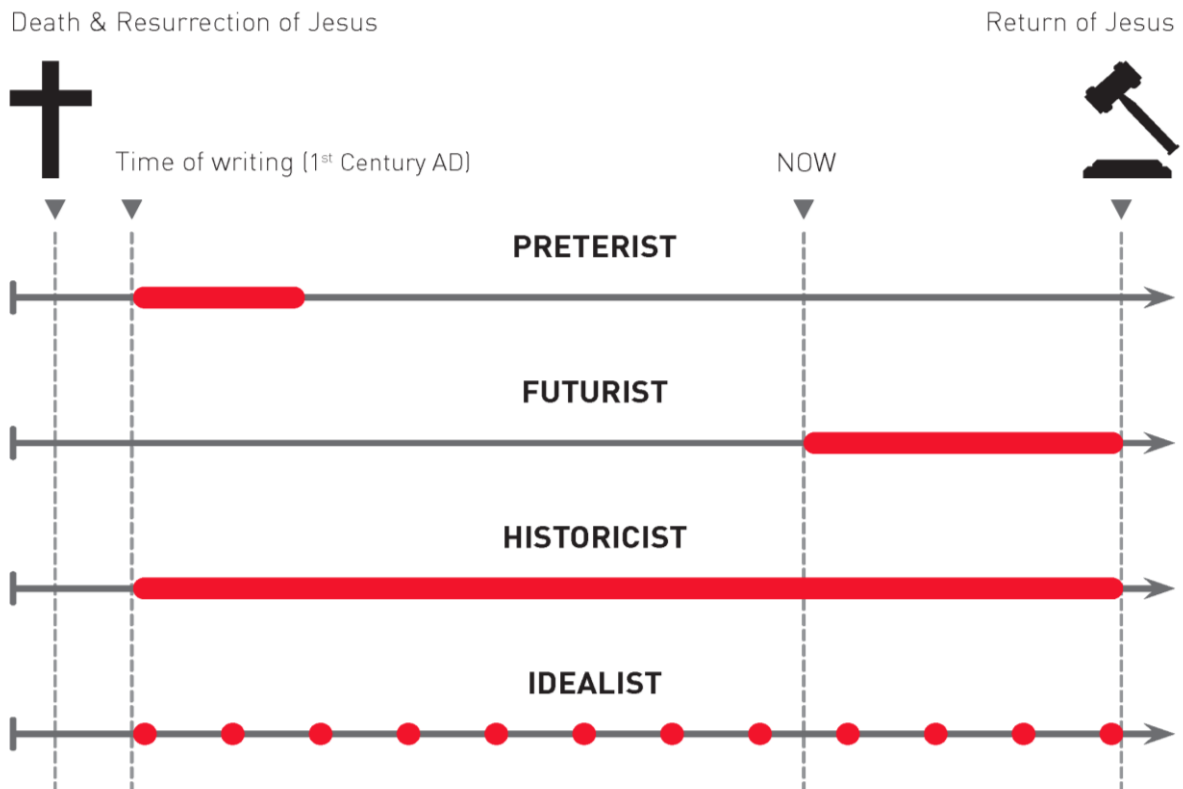 Death & Resurrection of Jesus
Return of Jesus
Time of writing (1st Century AD)
NOW
PRETERIST
FUTURIST
HISTORICIST
IDEALIST